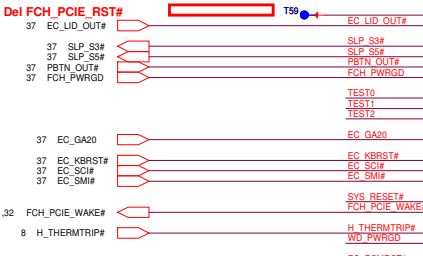 Del FCH_PCIE_RST#
T59
37 EC_LID_OUT# EC_LID_OUT#
37 SLP_S3# SLP_S3#
37 SLP_S5# SLP_S5#
37 PBTN_OUT# PBTN_OUT#
37 FCH_PWRGD FCH_PWRGD
TEST0
TEST1
TEST2
37 EC_GA20 EC_GA20
37 EC_KBRST# EC_KBRST#
37 EC_SCI# EC_SCI#
37 EC_SMI# EC_SMI#
SYS_RESET#
,32 FCH_PCIE_WAKE# FCH_PCIE_WAKE#
8 H_THERMTRIP# H_THERMTRIP#
WD_PWRGD